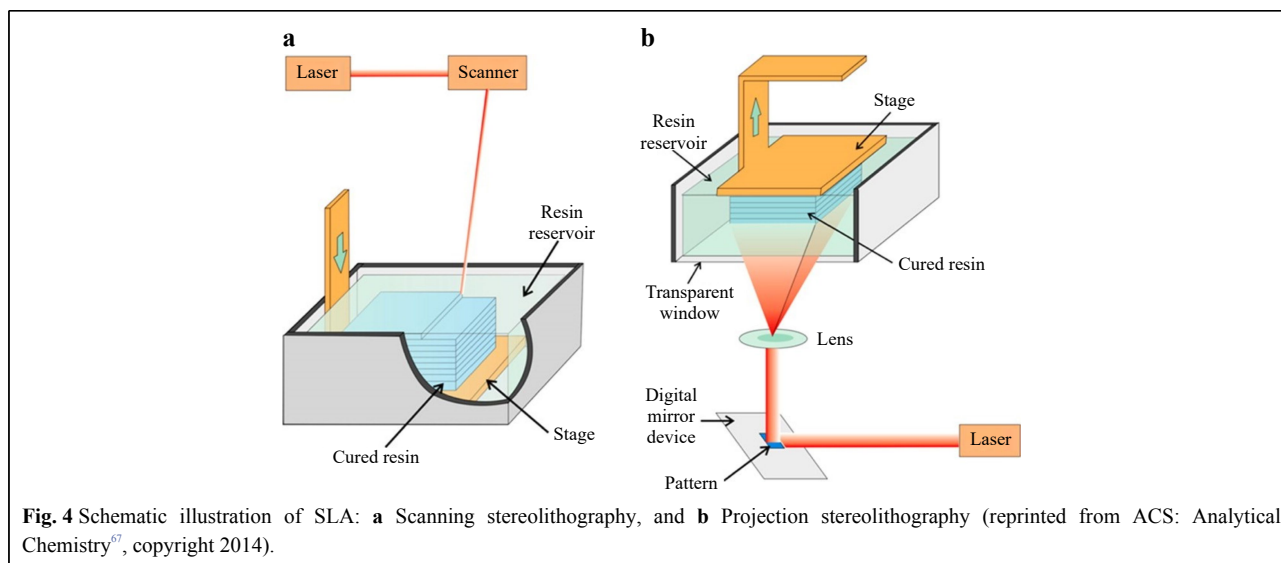 a
Laser
Scanner
Resin
reservoir
Stage
Cured resin
b
Stage
Resin
reservoir
Cured resin
Transparent
window
Lens
Digital
mirror
device
Laser
Pattern
Fig. 4 Schematic illustration of SLA: a Scanning stereolithography, and b Projection stereolithography (reprinted from ACS: Analytical
Chemistry67, copyright 2014).